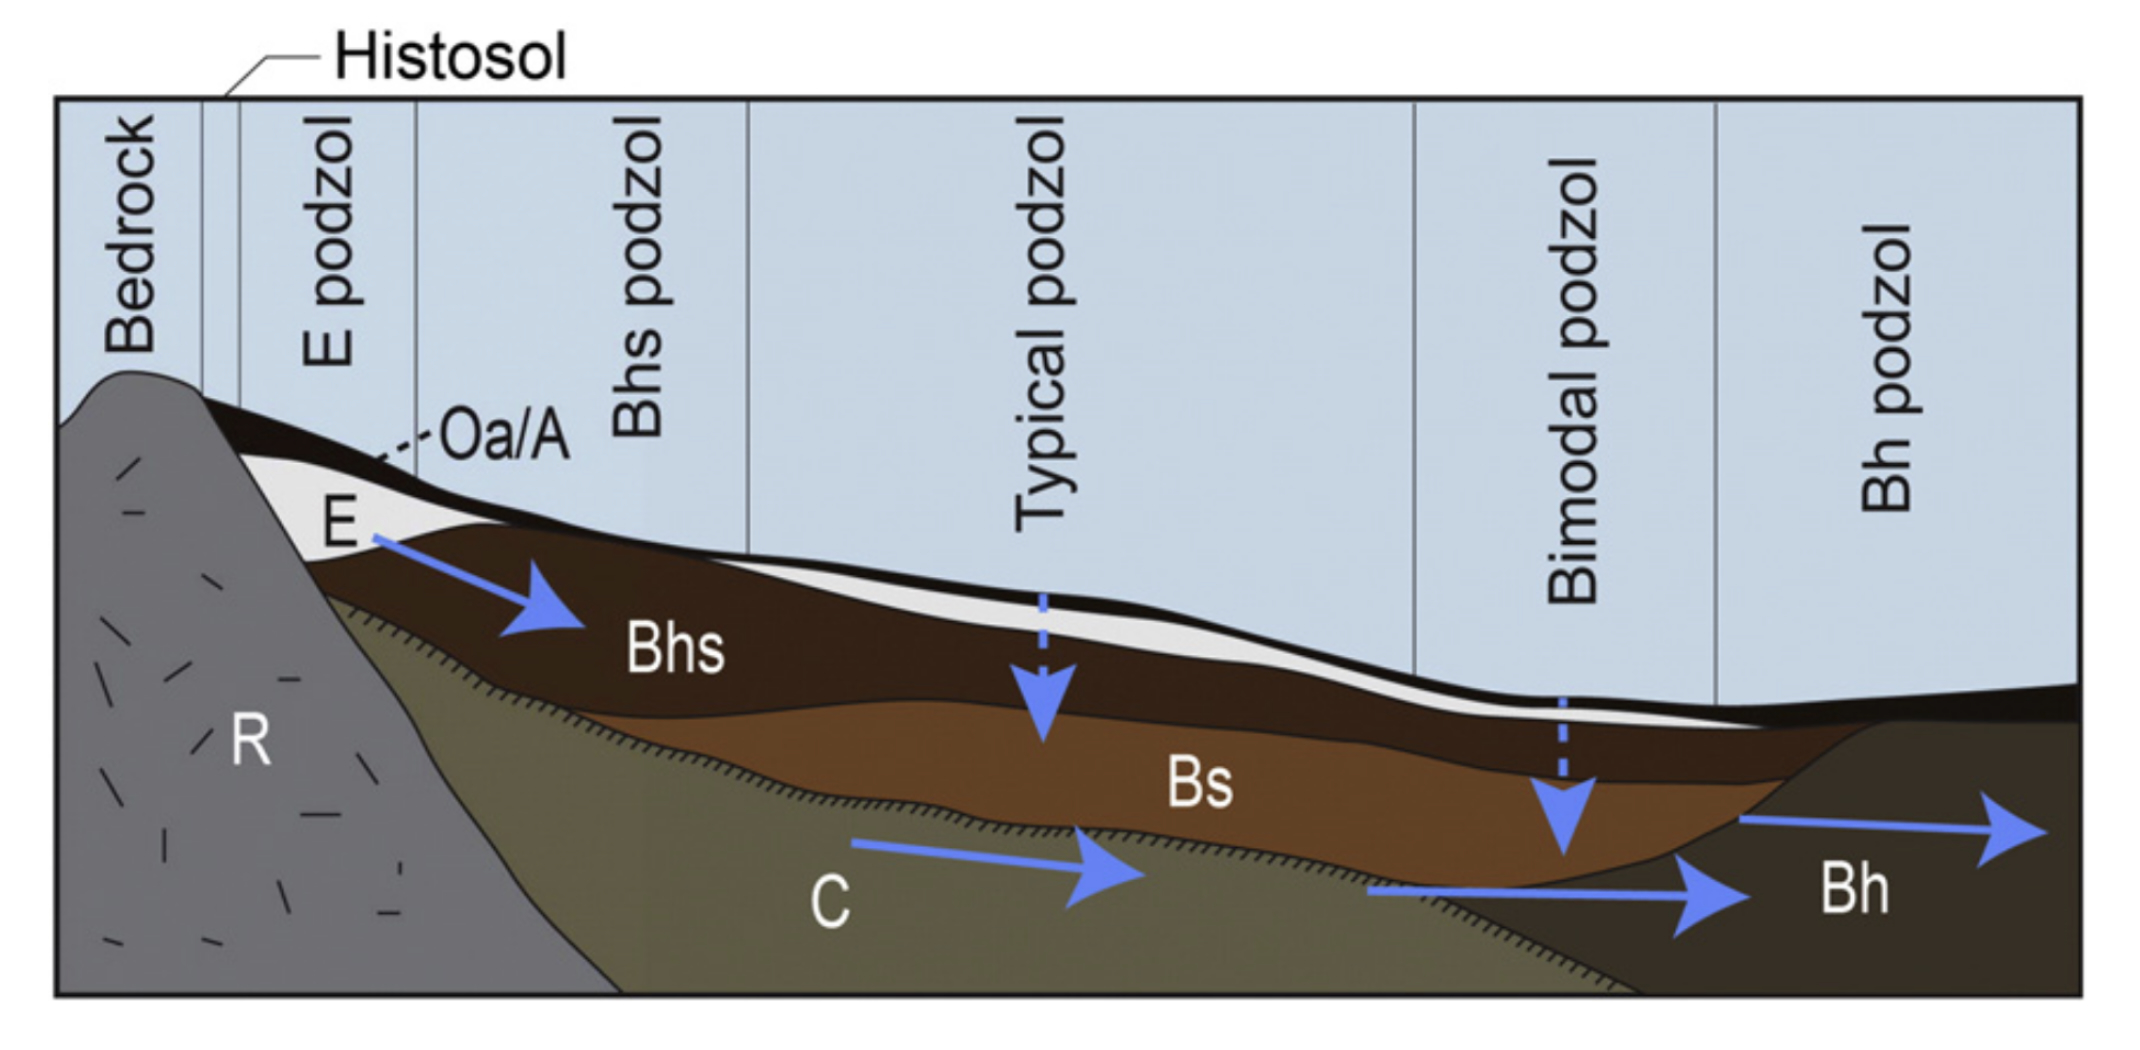 Histosol
Bedrock
E podzol
Bhs podzol
Typical podzol
Bimodal podzol
Bh podzol
Oa/A
E
Bhs
R
Bs
C
Bh